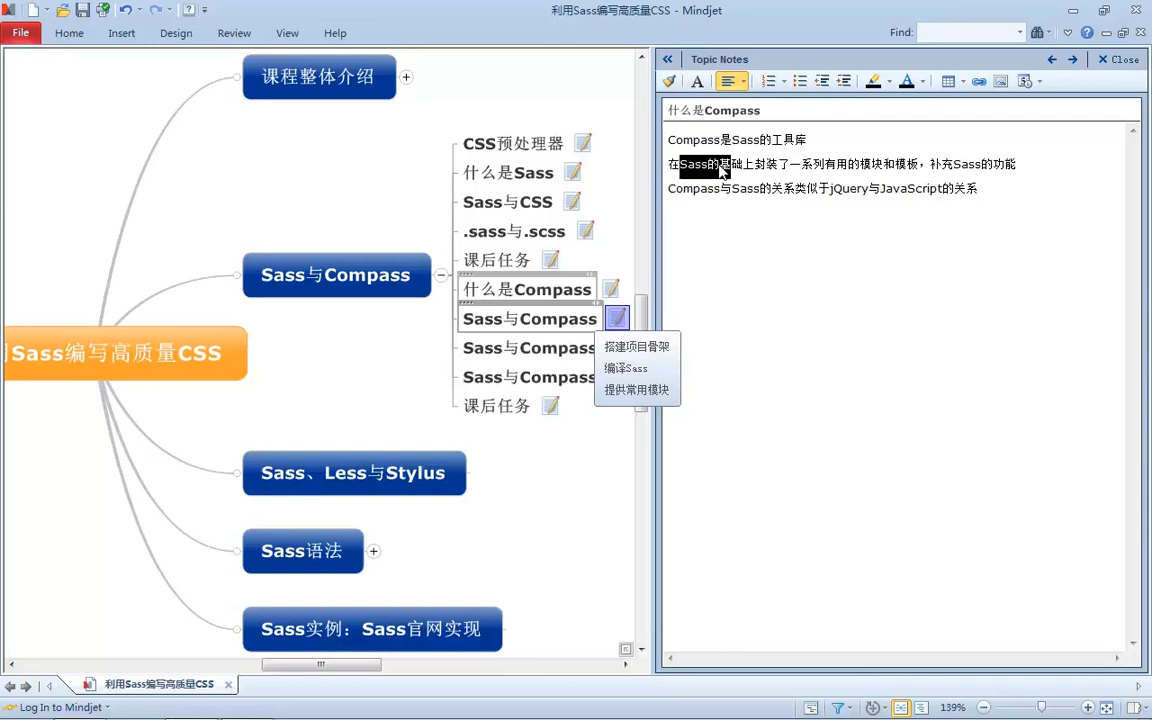 利用Sass编写高质量CSS - Mindjet
File Home Insert Design Review View Help Find:
Topic Notes Close
什么是Compass
Compass是Sass的工具库
在Sass的基础上封装了一系列有用的模块和模板，补充Sass的功能
Compass与Sass的关系类似于jQuery与JavaScript的关系
课程整体介绍
CSS预处理器
什么是Sass
Sass与CSS
.sass与.scss
课后任务
Sass与Compass
什么是Compass
Sass与Compass
Sass与Compass
Sass与Compass
课后任务
搭建项目骨架
编译Sass
提供常用模块
Sass编写高质量CSS
Sass、Less与Stylus
Sass语法
Sass实例：Sass官网实现
利用Sass编写高质量CSS
Log In to Mindjet
139%